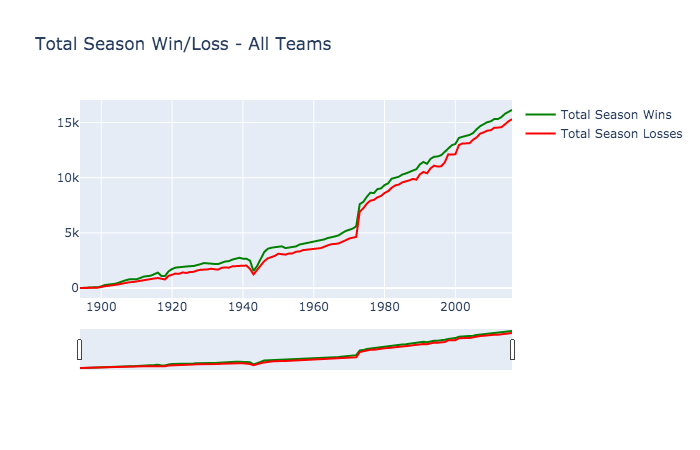 Total Season Win/Loss - All Teams
Total Season Wins
Total Season Losses
15k
10k
5k
0
1900 1920 1940 1960 1980 2000